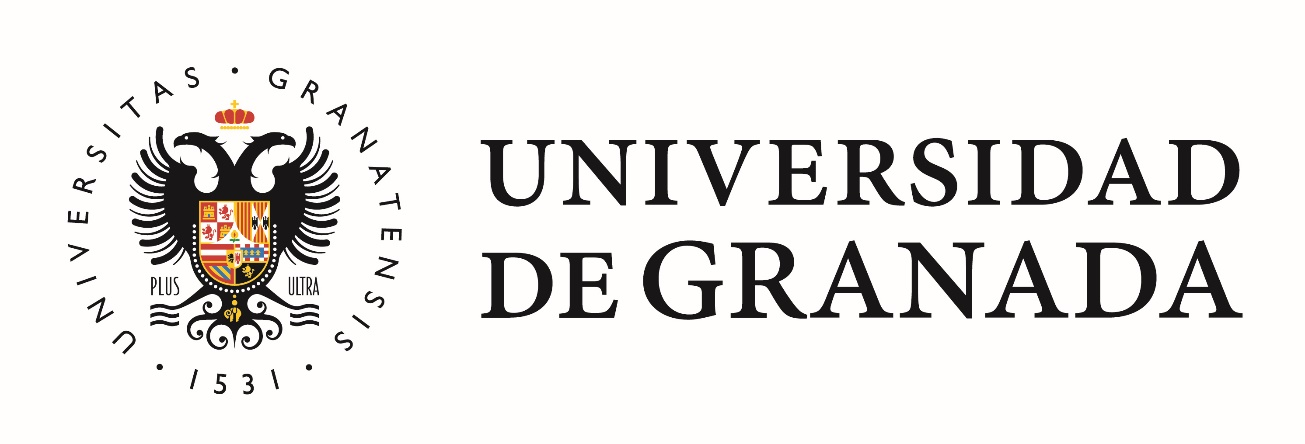 UNIVERSITAS · GRANATENSIS
· 1531 ·
PLUS ULTRA
UNIVERSIDAD
DE GRANADA